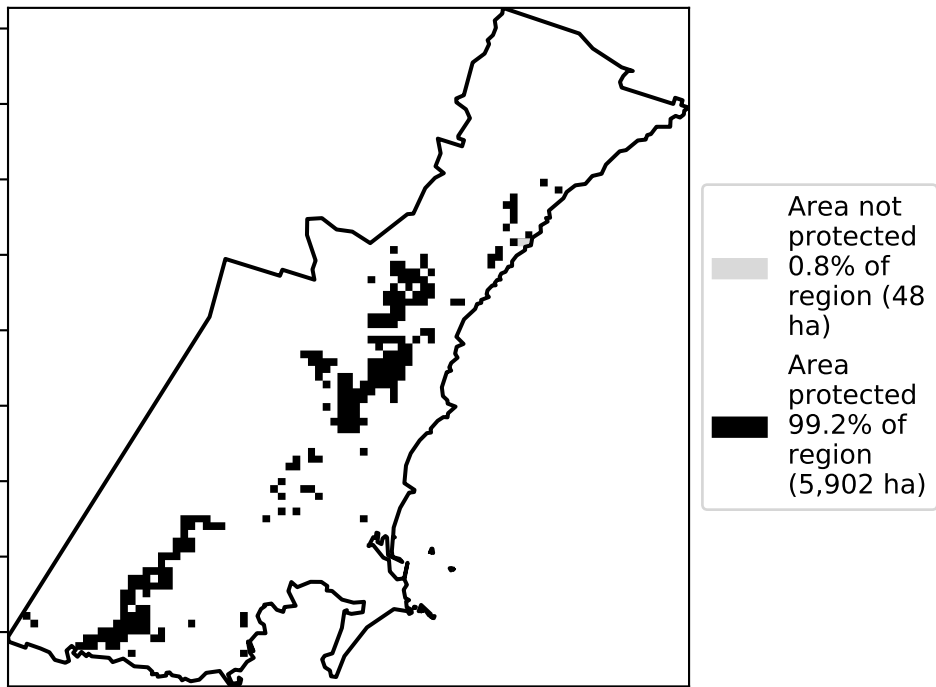 Area not
protected
0.8% of
region (48
ha)
Area
protected
99.2% of
region
(5,902 ha)